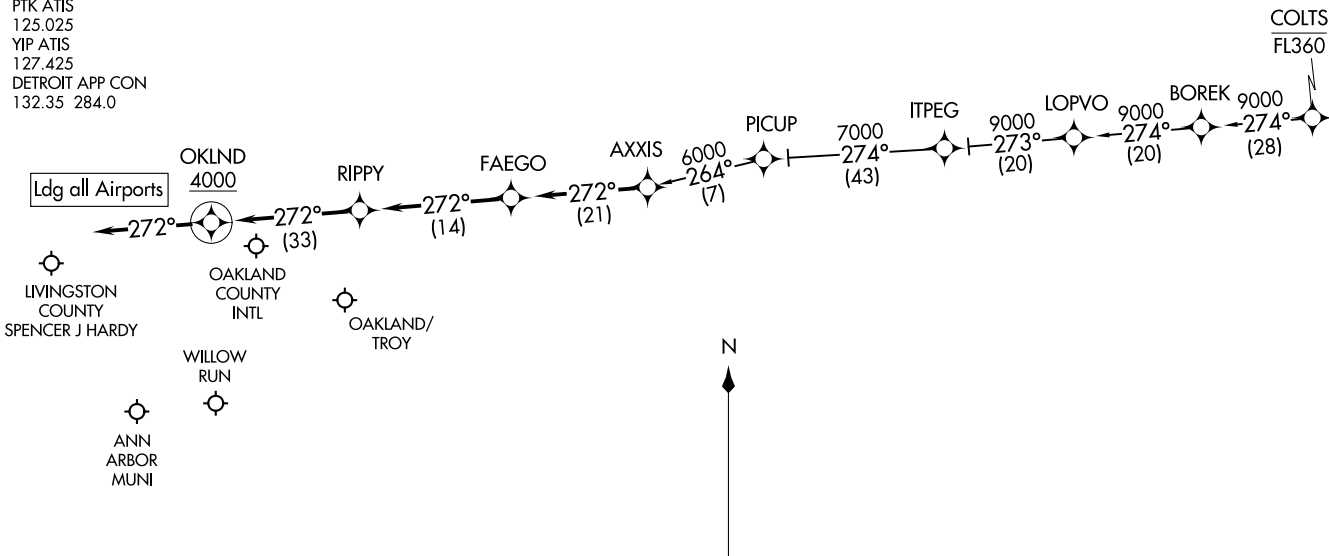 PTK ATIS
125.025
YIP ATIS
127.425
DETROIT APP CON
132.35 284.0
COLTS
FL360
BOREK
9000
274°
(28)
LOPVO
9000
274°
(20)
ITPEG
9000
273°
(20)
PICUP
7000
274°
(43)
AXXIS
6000
264°
(7)
FAEGO
272°
(21)
RIPPY
272°
(14)
OKLND
4000
272°
(33)
Ldg all Airports
272°
LIVINGSTON
COUNTY
SPENCER J HARDY
OAKLAND
COUNTY
INTL
OAKLAND/
TROY
WILLOW
RUN
ANN
ARBOR
MUNI
N